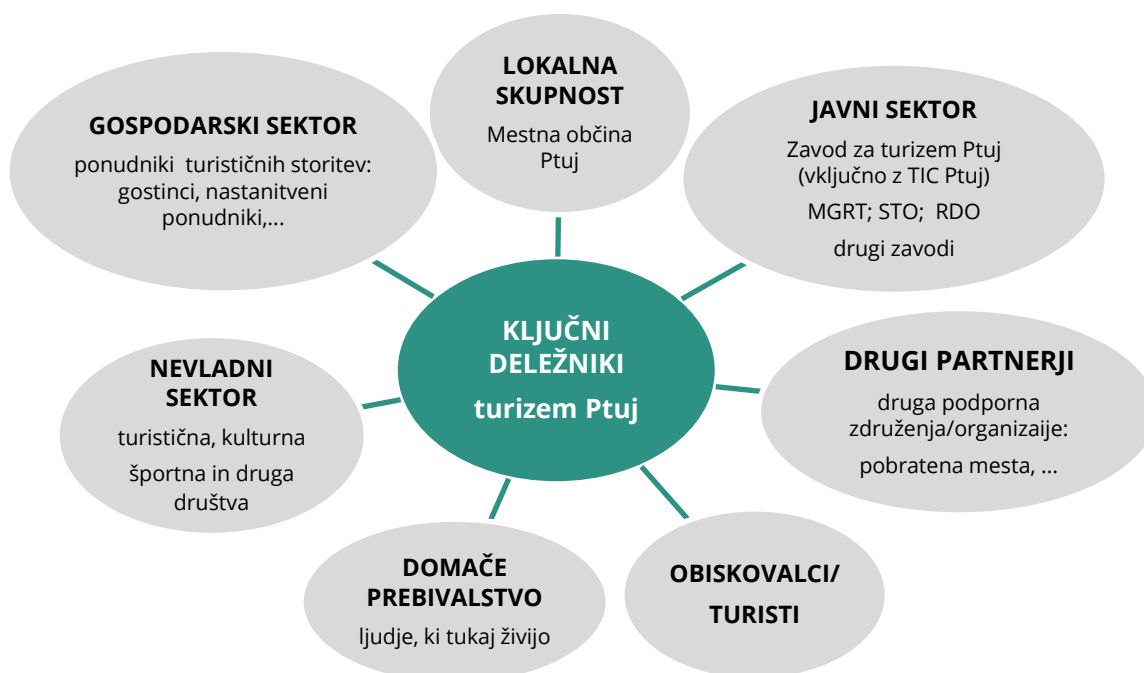 LOKALNA
SKUPNOST
Mestna občina
Ptuj
GOSPODARSKI SEKTOR
ponudniki turističnih storitev:
gostinci, nastanitveni
ponudniki,...
JAVNI SEKTOR
Zavod za turizem Ptuj
(vključno z TIC Ptuj)
MGRT; STO; RDO
drugi zavodi
KLJUČNI
DELEŽNIKI
turizem Ptuj
NEVLADNI
SEKTOR
turistična, kulturna
športna in druga
društva
DRUGI PARTNERJI
druga podporna
združenja/organizaije:
pobratena mesta, ...
DOMAČE
PREBIVALSTVO
ljudje, ki tukaj živijo
OBISKOVALCI/
TURISTI